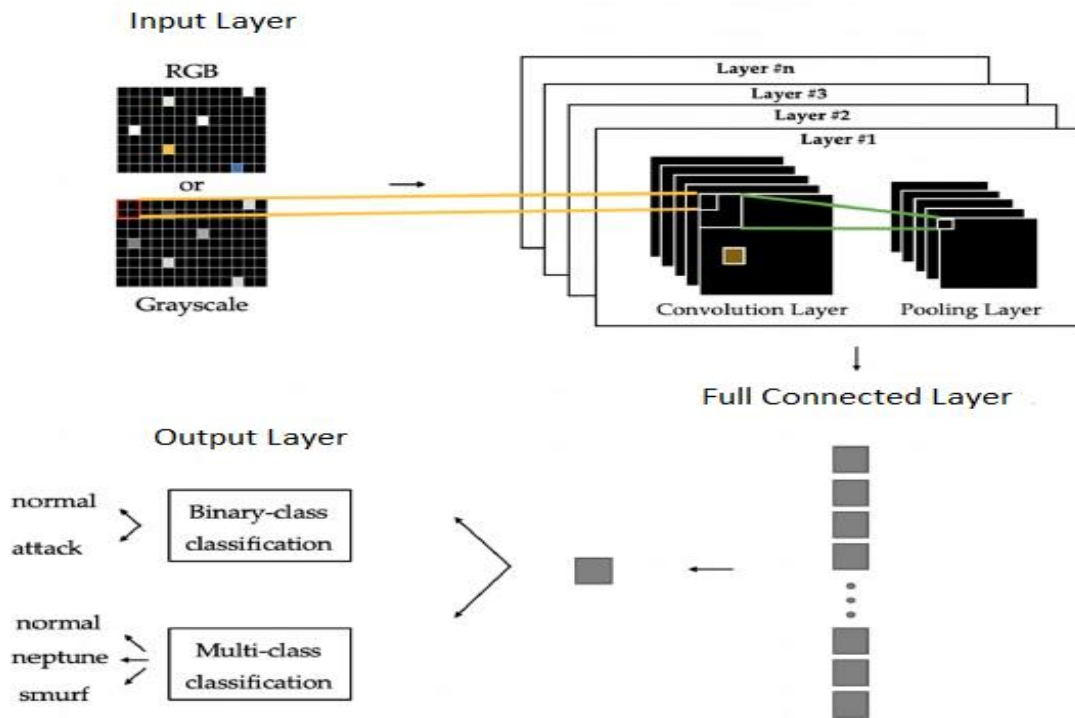 Input Layer
RGB
or
Grayscale
Layer #n
Layer #3
Layer #2
Layer #1
Convolution Layer
Pooling Layer
Full Connected Layer
Output Layer
normal
attack
Binary-class
classification
normal
neptune
smurf
Multi-class
classification